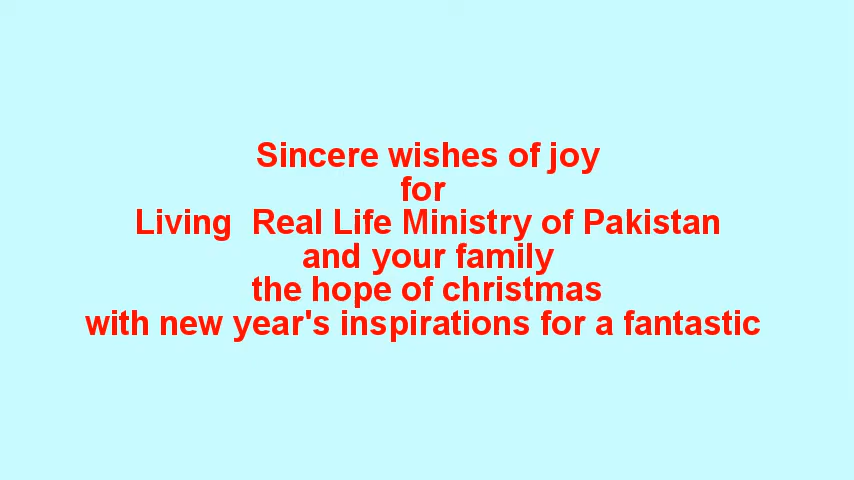 Sincere wishes of joy
for
Living  Real Life Ministry of Pakistan
and your family
the hope of christmas
with new year's inspirations for a fantastic